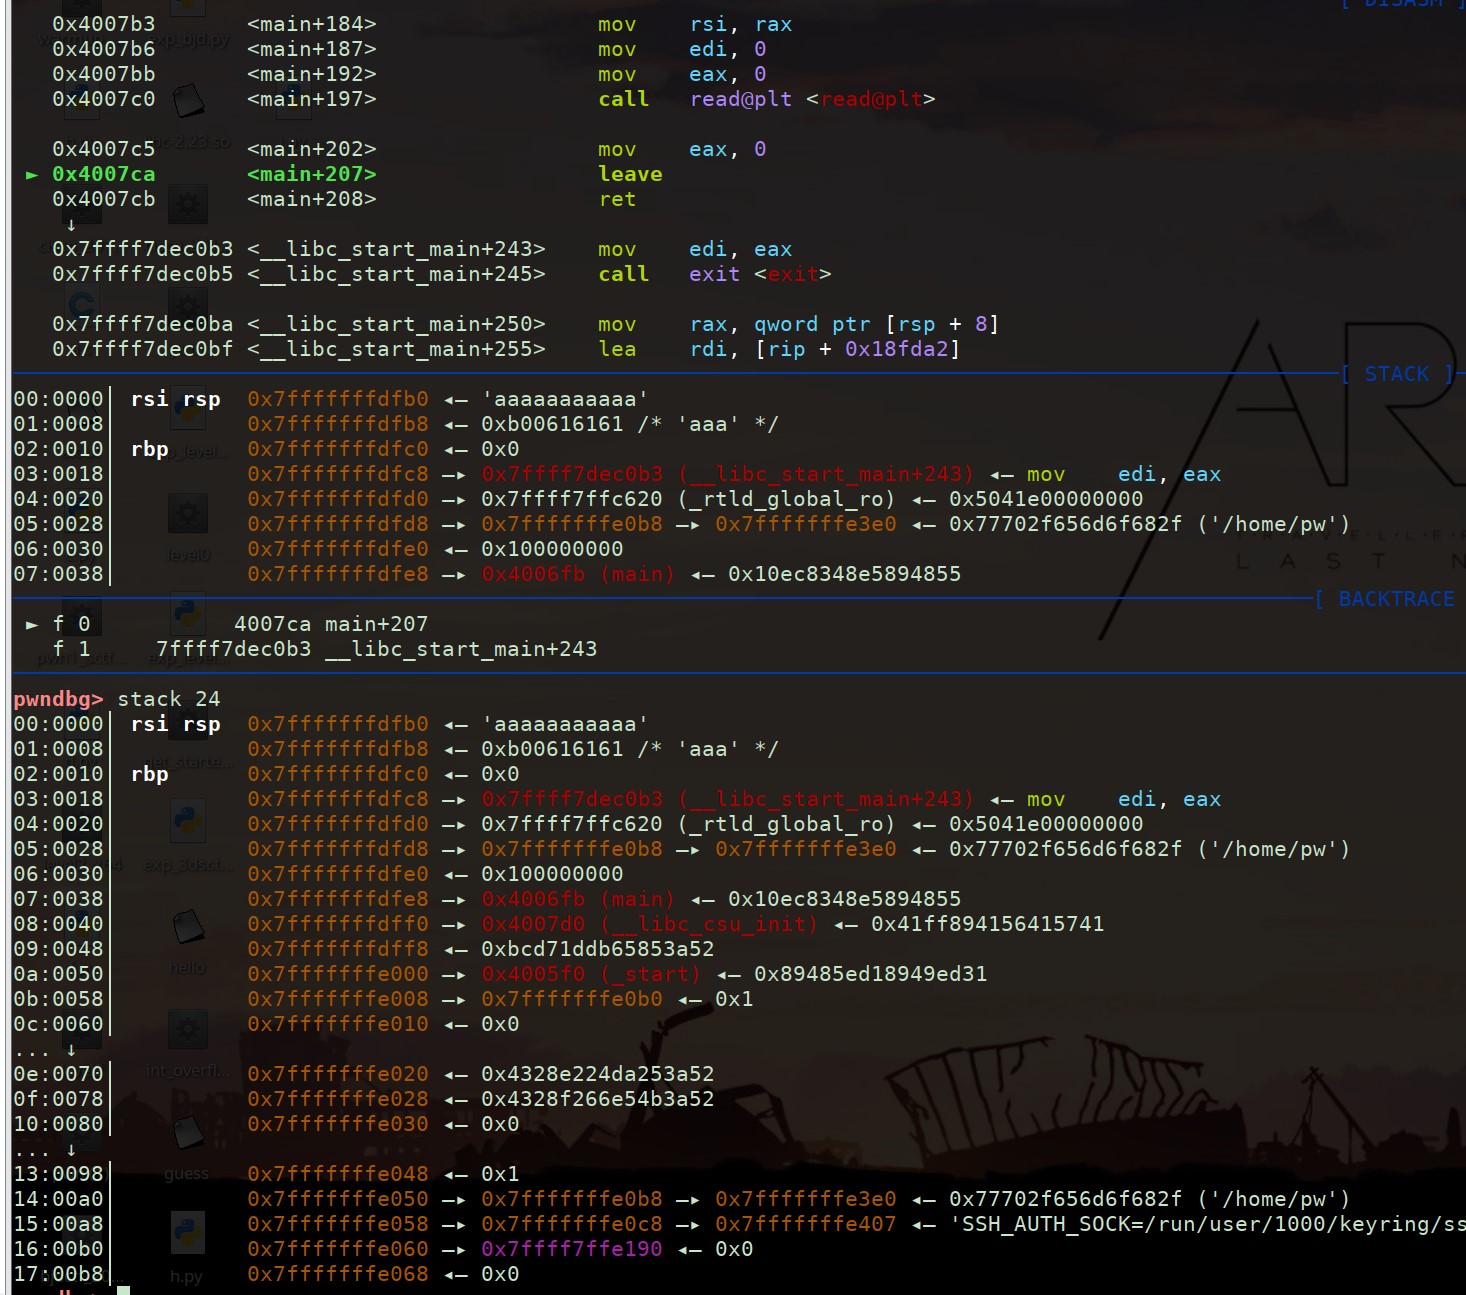 [ DISASM ]
0x4007b3 <main+184> mov rsi, rax
0x4007b6 <main+187> mov edi, 0
0x4007bb <main+192> mov eax, 0
0x4007c0 <main+197> call read@plt <read@plt>
0x4007c5 <main+202> mov eax, 0
► 0x4007ca <main+207> leave
0x4007cb <main+208> ret
↓
0x7ffff7dec0b3 <__libc_start_main+243> mov edi, eax
0x7ffff7dec0b5 <__libc_start_main+245> call exit <exit>
0x7ffff7dec0ba <__libc_start_main+250> mov rax, qword ptr [rsp + 8]
0x7ffff7dec0bf <__libc_start_main+255> lea rdi, [rip + 0x18fda2]
[ STACK ]
00:0000│ rsi rsp 0x7fffffffdfb0 ◂— 'aaaaaaaaaaa'
01:0008│ 0x7fffffffdfb8 ◂— 0xb00616161 /* 'aaa' */
02:0010│ rbp 0x7fffffffdfc0 ◂— 0x0
03:0018│ 0x7fffffffdfc8 —▸ 0x7ffff7dec0b3 (__libc_start_main+243) ◂— mov edi, eax
04:0020│ 0x7fffffffdfd0 —▸ 0x7ffff7ffc620 (_rtld_global_ro) ◂— 0x5041e00000000
05:0028│ 0x7fffffffdfd8 —▸ 0x7fffffffe0b8 —▸ 0x7fffffffe3e0 ◂— 0x77702f656d6f682f ('/home/pw')
06:0030│ 0x7fffffffdfe0 ◂— 0x100000000
07:0038│ 0x7fffffffdfe8 —▸ 0x4006fb (main) ◂— 0x10ec8348e5894855
[ BACKTRACE
► f 0 4007ca main+207
f 1 7ffff7dec0b3 __libc_start_main+243
pwndbg> stack 24
00:0000│ rsi rsp 0x7fffffffdfb0 ◂— 'aaaaaaaaaaa'
01:0008│ 0x7fffffffdfb8 ◂— 0xb00616161 /* 'aaa' */
02:0010│ rbp 0x7fffffffdfc0 ◂— 0x0
03:0018│ 0x7fffffffdfc8 —▸ 0x7ffff7dec0b3 (__libc_start_main+243) ◂— mov edi, eax
04:0020│ 0x7fffffffdfd0 —▸ 0x7ffff7ffc620 (_rtld_global_ro) ◂— 0x5041e00000000
05:0028│ 0x7fffffffdfd8 —▸ 0x7fffffffe0b8 —▸ 0x7fffffffe3e0 ◂— 0x77702f656d6f682f ('/home/pw')
06:0030│ 0x7fffffffdfe0 ◂— 0x100000000
07:0038│ 0x7fffffffdfe8 —▸ 0x4006fb (main) ◂— 0x10ec8348e5894855
08:0040│ 0x7fffffffdff0 —▸ 0x4007d0 (__libc_csu_init) ◂— 0x41ff894156415741
09:0048│ 0x7fffffffdff8 ◂— 0xbcd71ddb65853a52
0a:0050│ 0x7fffffffe000 —▸ 0x4005f0 (_start) ◂— 0x89485ed18949ed31
0b:0058│ 0x7fffffffe008 —▸ 0x7fffffffe0b0 ◂— 0x1
0c:0060│ 0x7fffffffe010 ◂— 0x0
... ↓
0e:0070│ 0x7fffffffe020 ◂— 0x4328e224da253a52
0f:0078│ 0x7fffffffe028 ◂— 0x4328f266e54b3a52
10:0080│ 0x7fffffffe030 ◂— 0x0
... ↓
13:0098│ 0x7fffffffe048 ◂— 0x1
14:00a0│ 0x7fffffffe050 —▸ 0x7fffffffe0b8 —▸ 0x7fffffffe3e0 ◂— 0x77702f656d6f682f ('/home/pw')
15:00a8│ 0x7fffffffe058 —▸ 0x7fffffffe0c8 —▸ 0x7fffffffe407 ◂— 'SSH_AUTH_SOCK=/run/user/1000/keyring/ss
16:00b0│ 0x7fffffffe060 —▸ 0x7ffff7ffe190 ◂— 0x0
17:00b8│ 0x7fffffffe068 ◂— 0x0
exp_bjd.py
level0
hello
guess
h.py
AR
LAST N